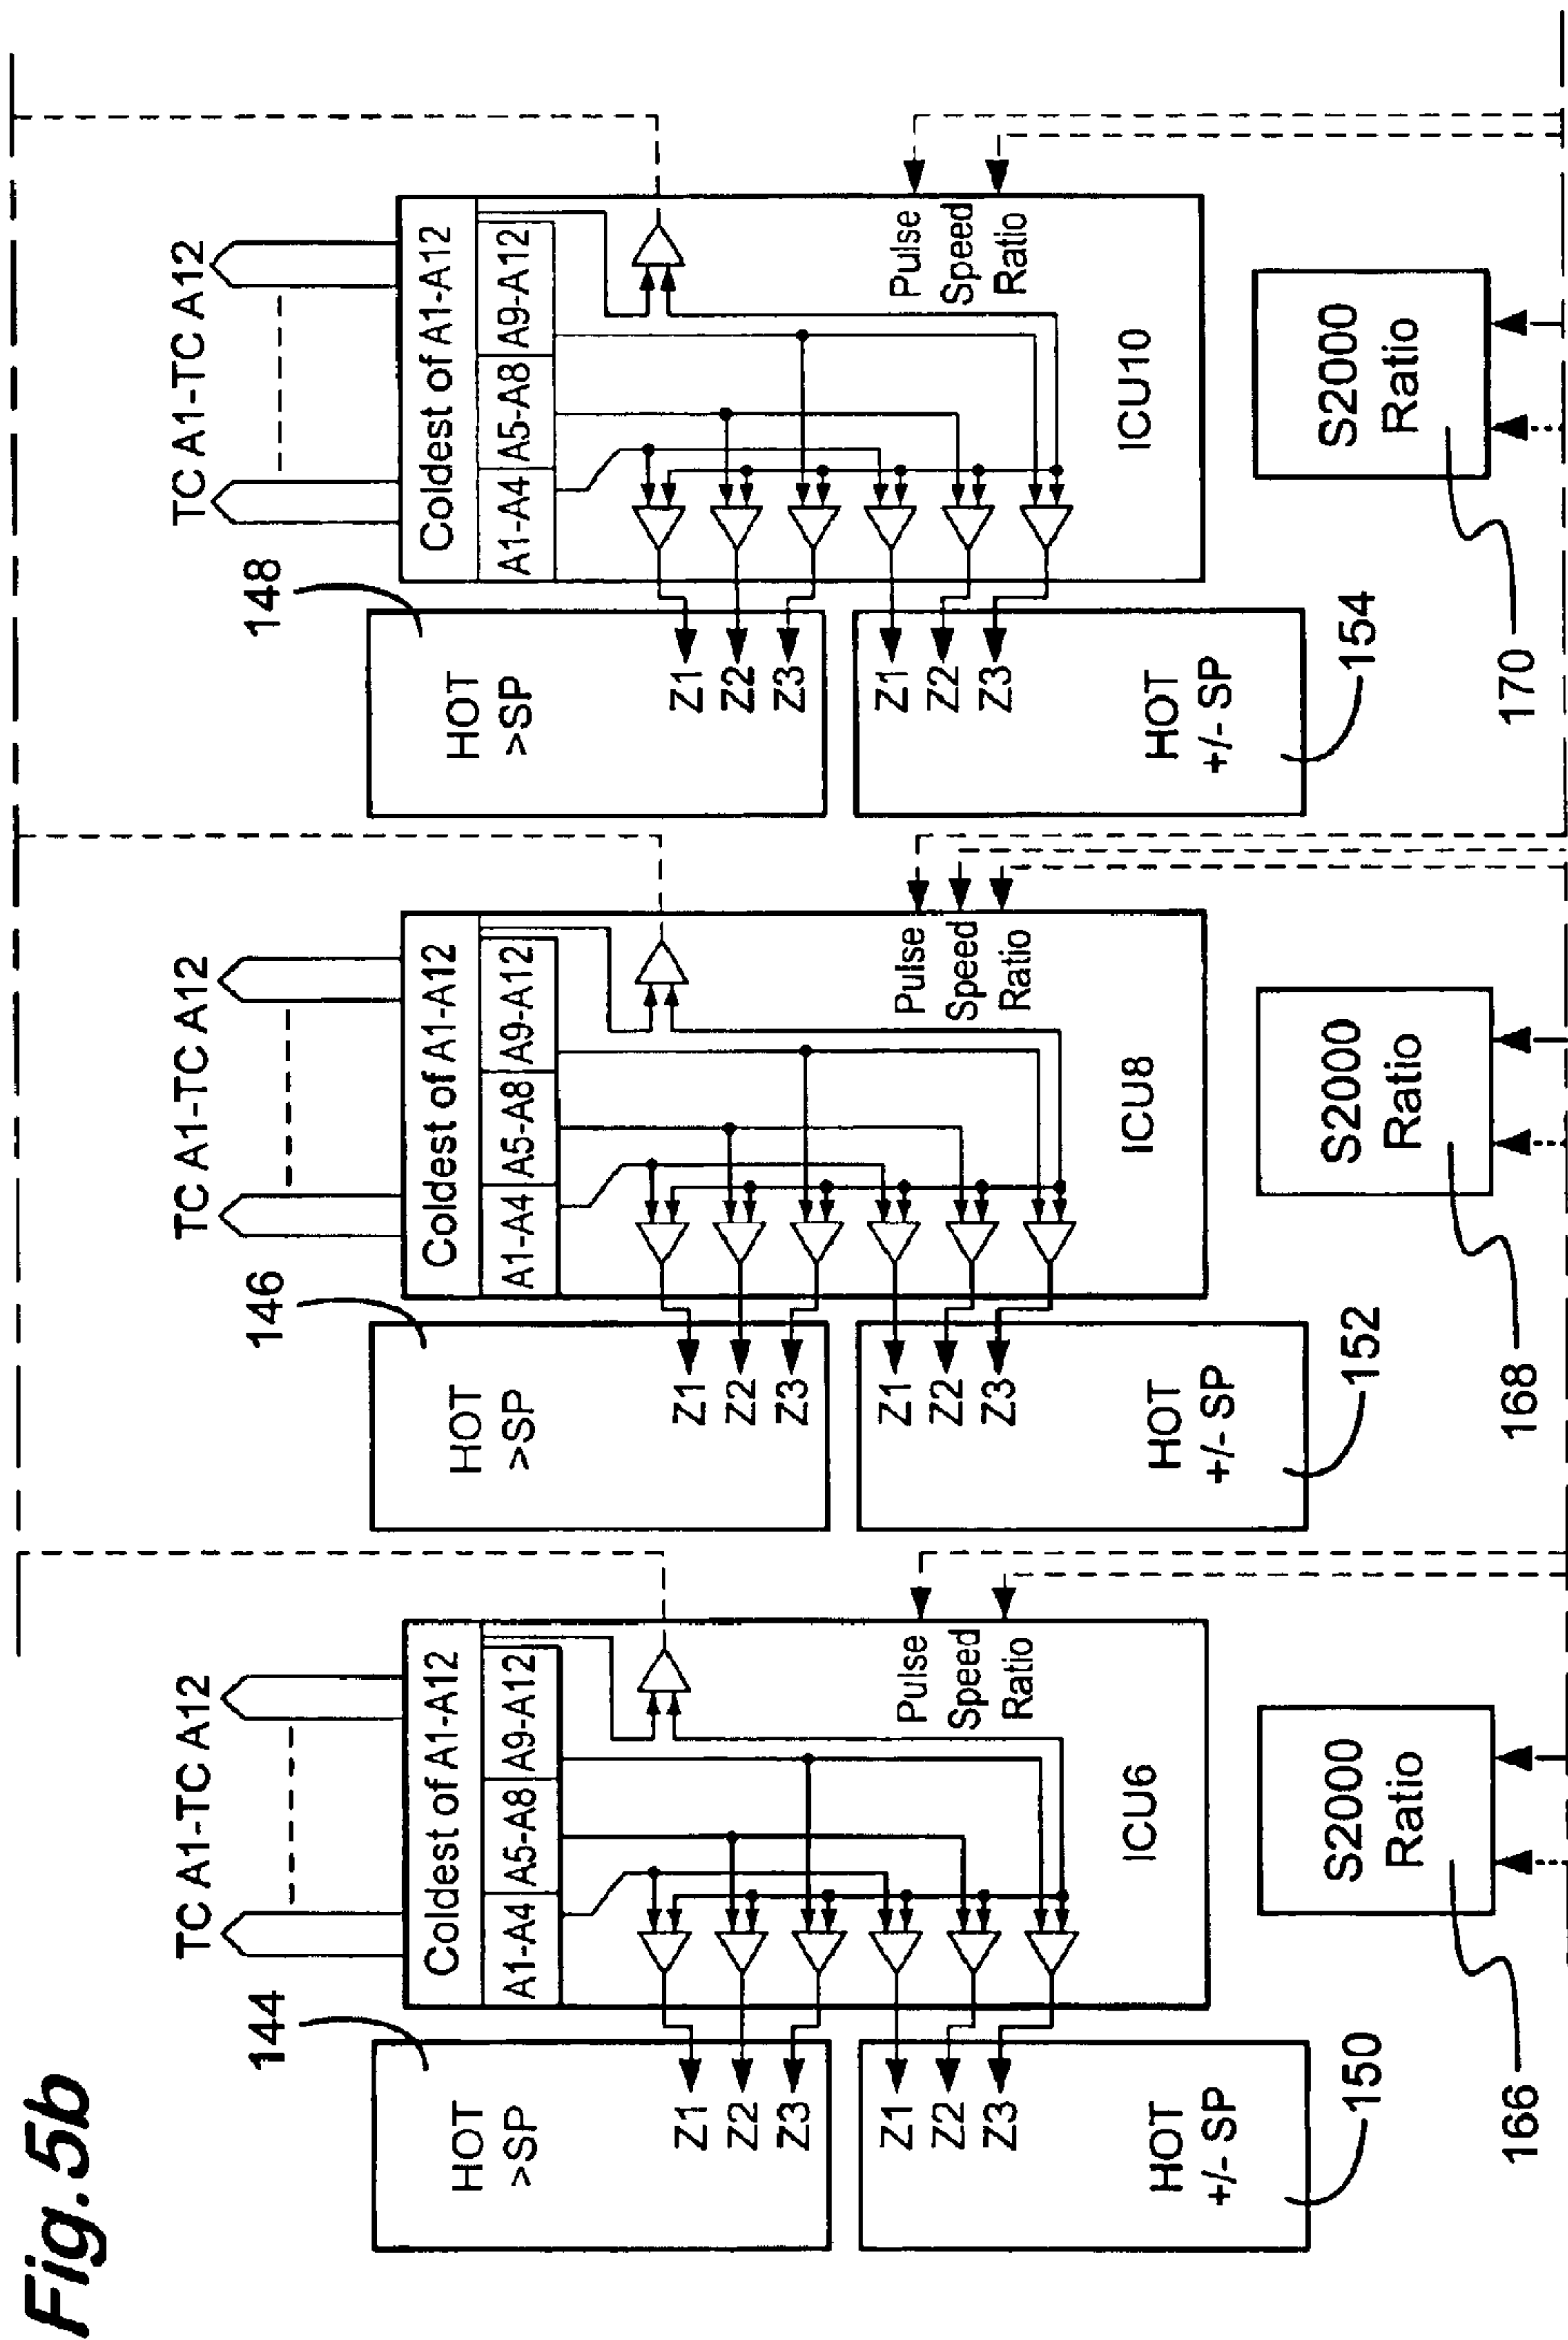 Fig.5b
TC A1-TC A12
144
Coldest of A1-A12
A1-A4 A5-A8 A9-A12
HOT
>SP
Z1
Z2
Z3
Z1
Z2
Z3
HOT
+/- SP
150
Pulse
Speed
Ratio
ICU6
S2000
Ratio
166
TC A1-TC A12
146
Coldest of A1-A12
A1-A4 A5-A8 A9-A12
HOT
>SP
Z1
Z2
Z3
Z1
Z2
Z3
HOT
+/- SP
152
Pulse
Speed
Ratio
ICU8
S2000
Ratio
168
TC A1-TC A12
148
Coldest of A1-A12
A1-A4 A5-A8 A9-A12
HOT
>SP
Z1
Z2
Z3
Z1
Z2
Z3
HOT
+/- SP
154
Pulse
Speed
Ratio
ICU10
S2000
Ratio
170